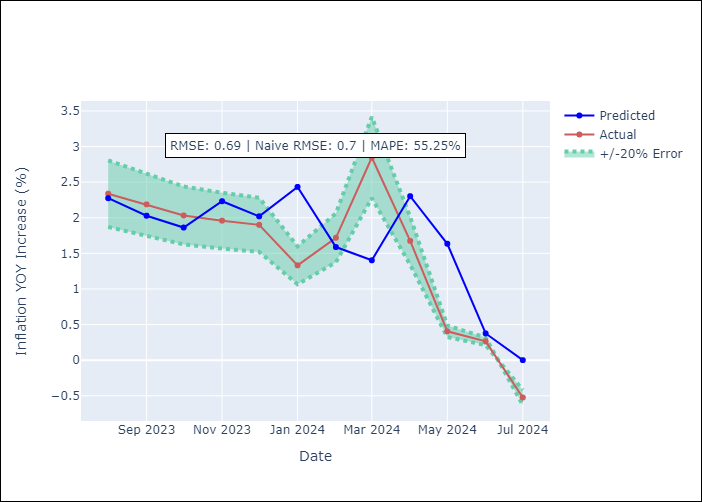 3.5
3
2.5
2
1.5
1
0.5
0
−0.5
Inflation YOY Increase (%)
RMSE: 0.69 | Naive RMSE: 0.7 | MAPE: 55.25%
Predicted
Actual
+/-20% Error
Sep 2023 Nov 2023 Jan 2024 Mar 2024 May 2024 Jul 2024
Date